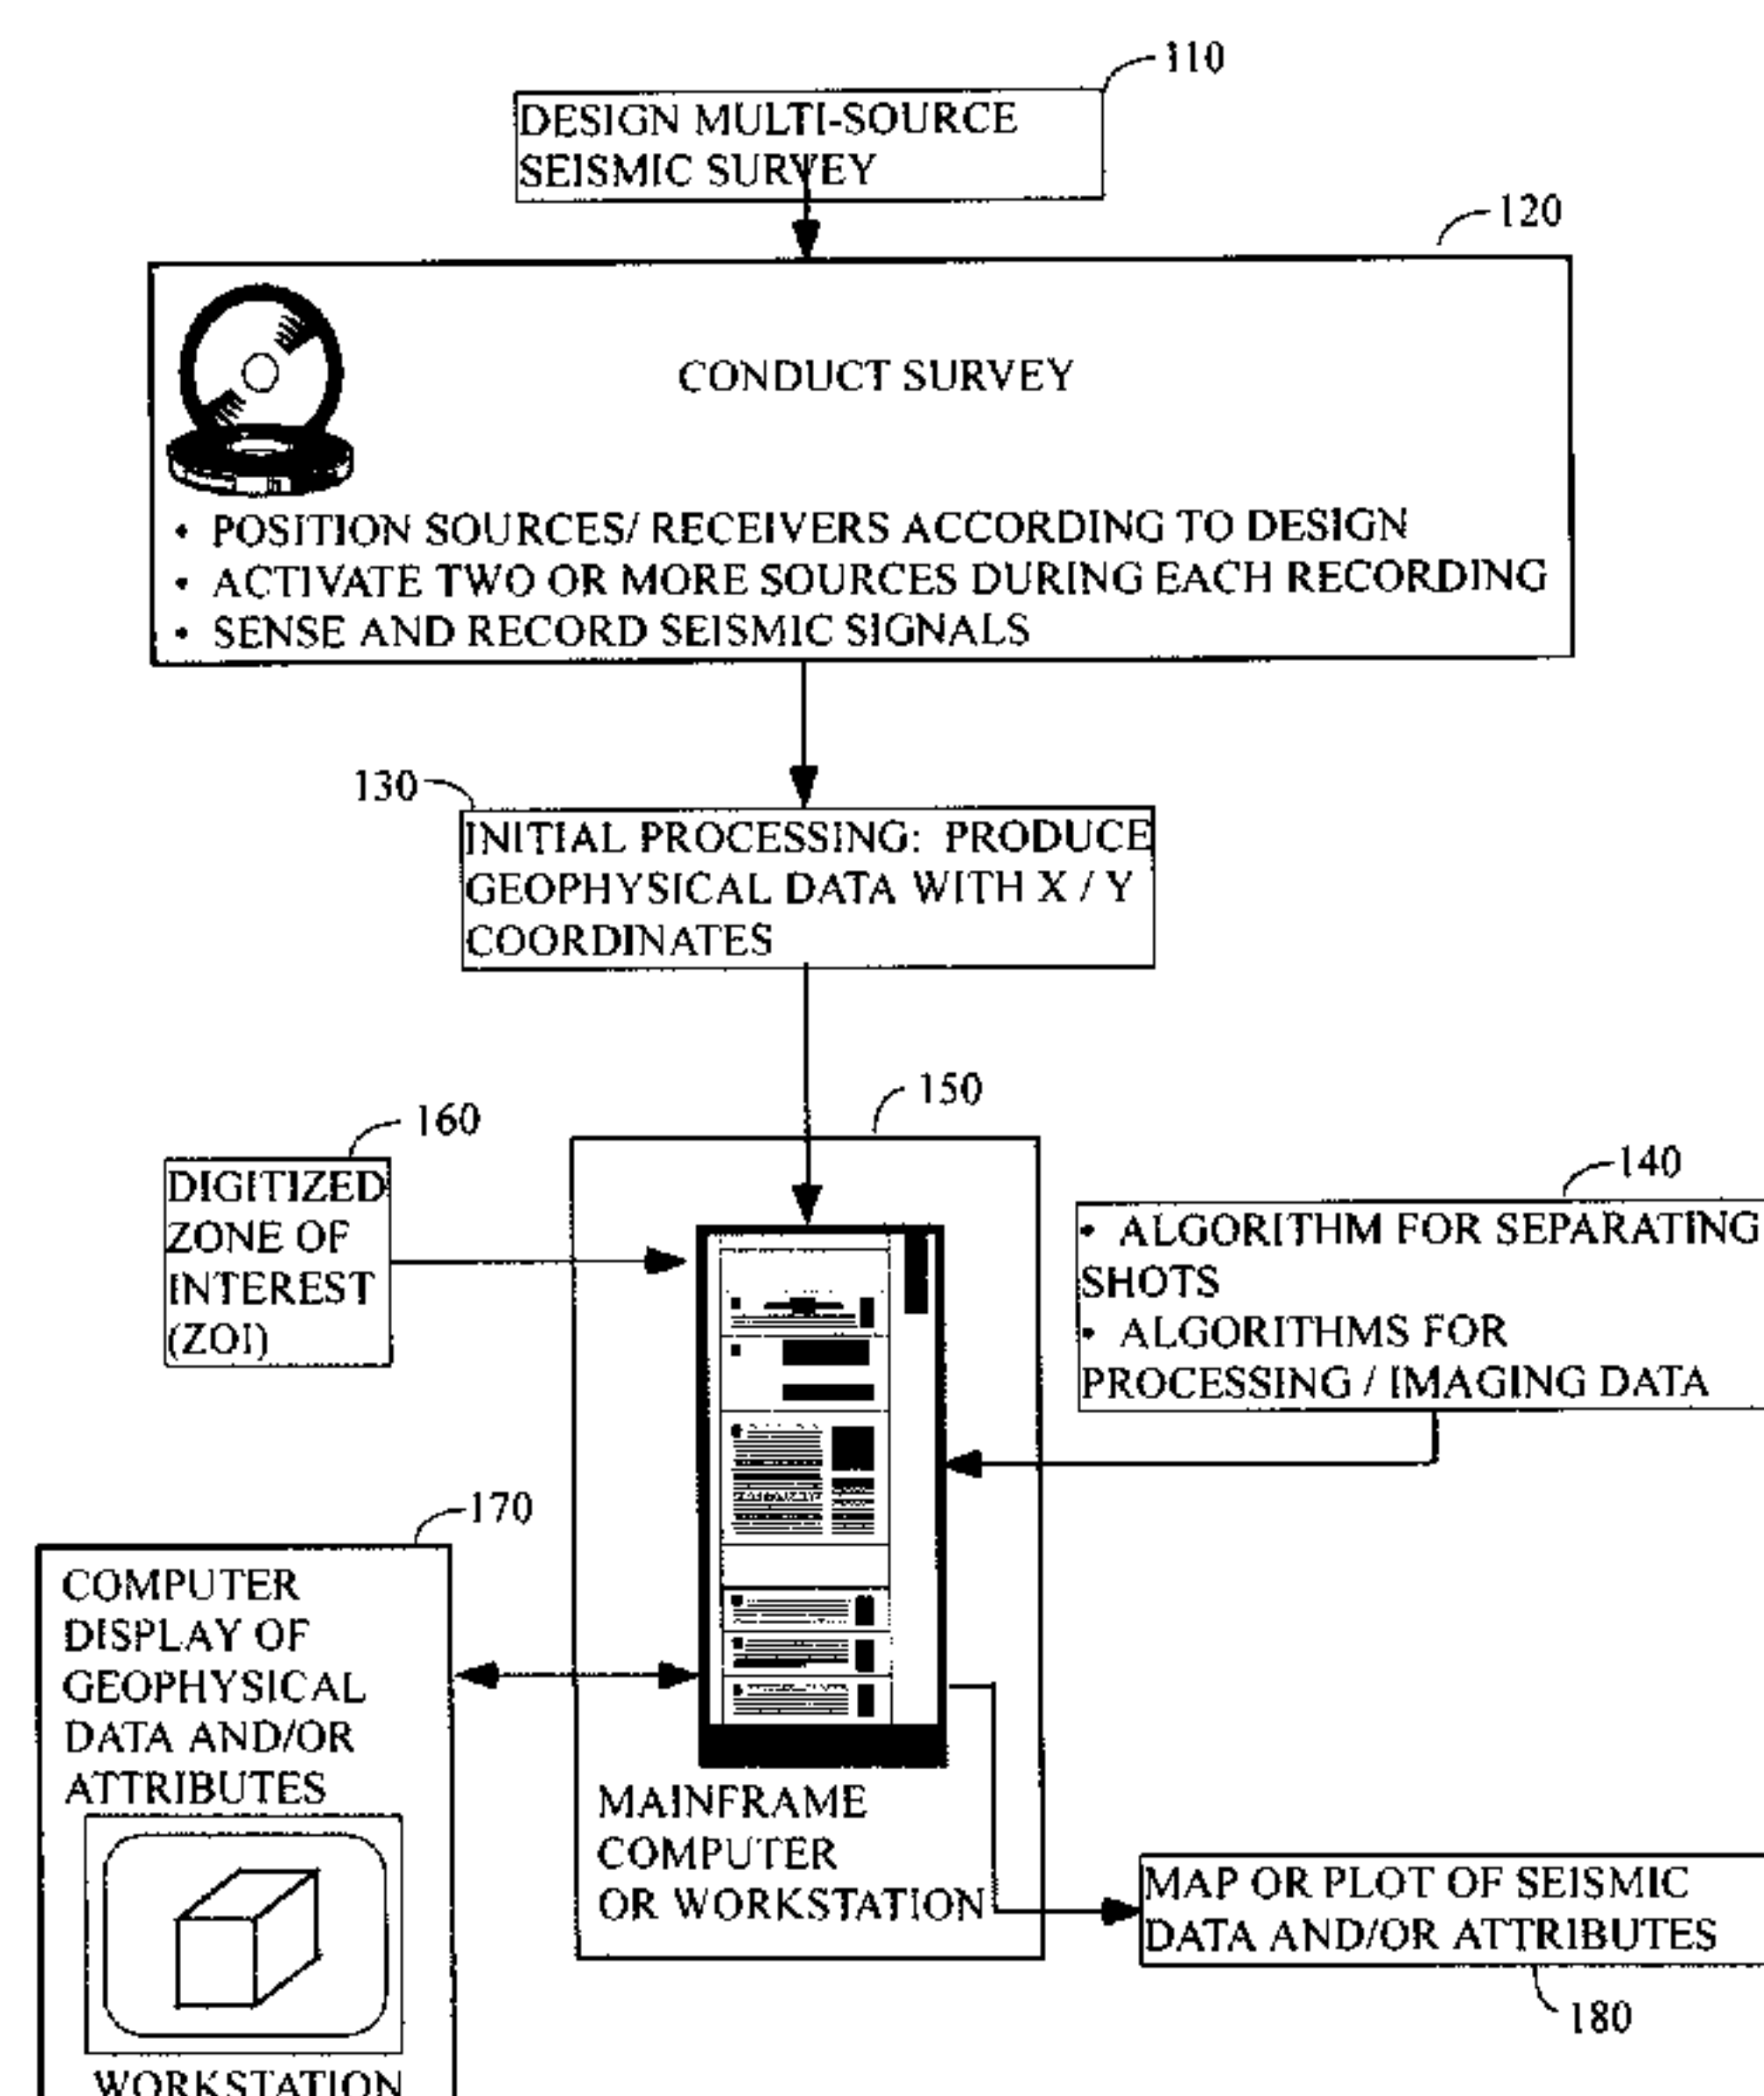 110
DESIGN MULTI-SOURCE
SEISMIC SURVEY
120
CONDUCT SURVEY
• POSITION SOURCES/ RECEIVERS ACCORDING TO DESIGN
• ACTIVATE TWO OR MORE SOURCES DURING EACH RECORDING
• SENSE AND RECORD SEISMIC SIGNALS
130
INITIAL PROCESSING: PRODUCE
GEOPHYSICAL DATA WITH X / Y
COORDINATES
150
160
DIGITIZED
ZONE OF
INTEREST
(ZOI)
140
• ALGORITHM FOR SEPARATING
SHOTS
• ALGORITHMS FOR
PROCESSING / IMAGING DATA
170
COMPUTER
DISPLAY OF
GEOPHYSICAL
DATA AND/OR
ATTRIBUTES
WORKSTATION
MAINFRAME
COMPUTER
OR WORKSTATION
MAP OR PLOT OF SEISMIC
DATA AND/OR ATTRIBUTES
180